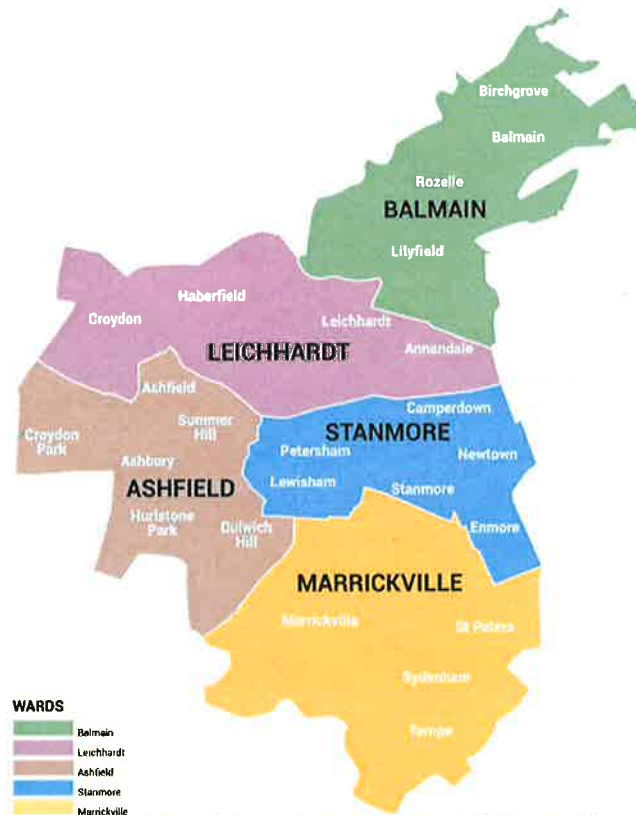 Birchgrove
Balmain
Rozelle
BALMAIN
Lilyfield
Haberfield
Croydon
Leichhardt
LEICHHARDT
Annandale
Ashfield
Camperdown
Summer
Hill
STANMORE
Croydon
Park
Petersham
Newtown
Ashbury
Lewisham
Stanmore
ASHFIELD
Hurlstone
Park
Dulwich
Hill
Enmore
MARRICKVILLE
Marrickville
St Peters
Sydenham
Tempe
WARDS
Balmain
Leichhardt
Ashfield
Stanmore
Marrickville